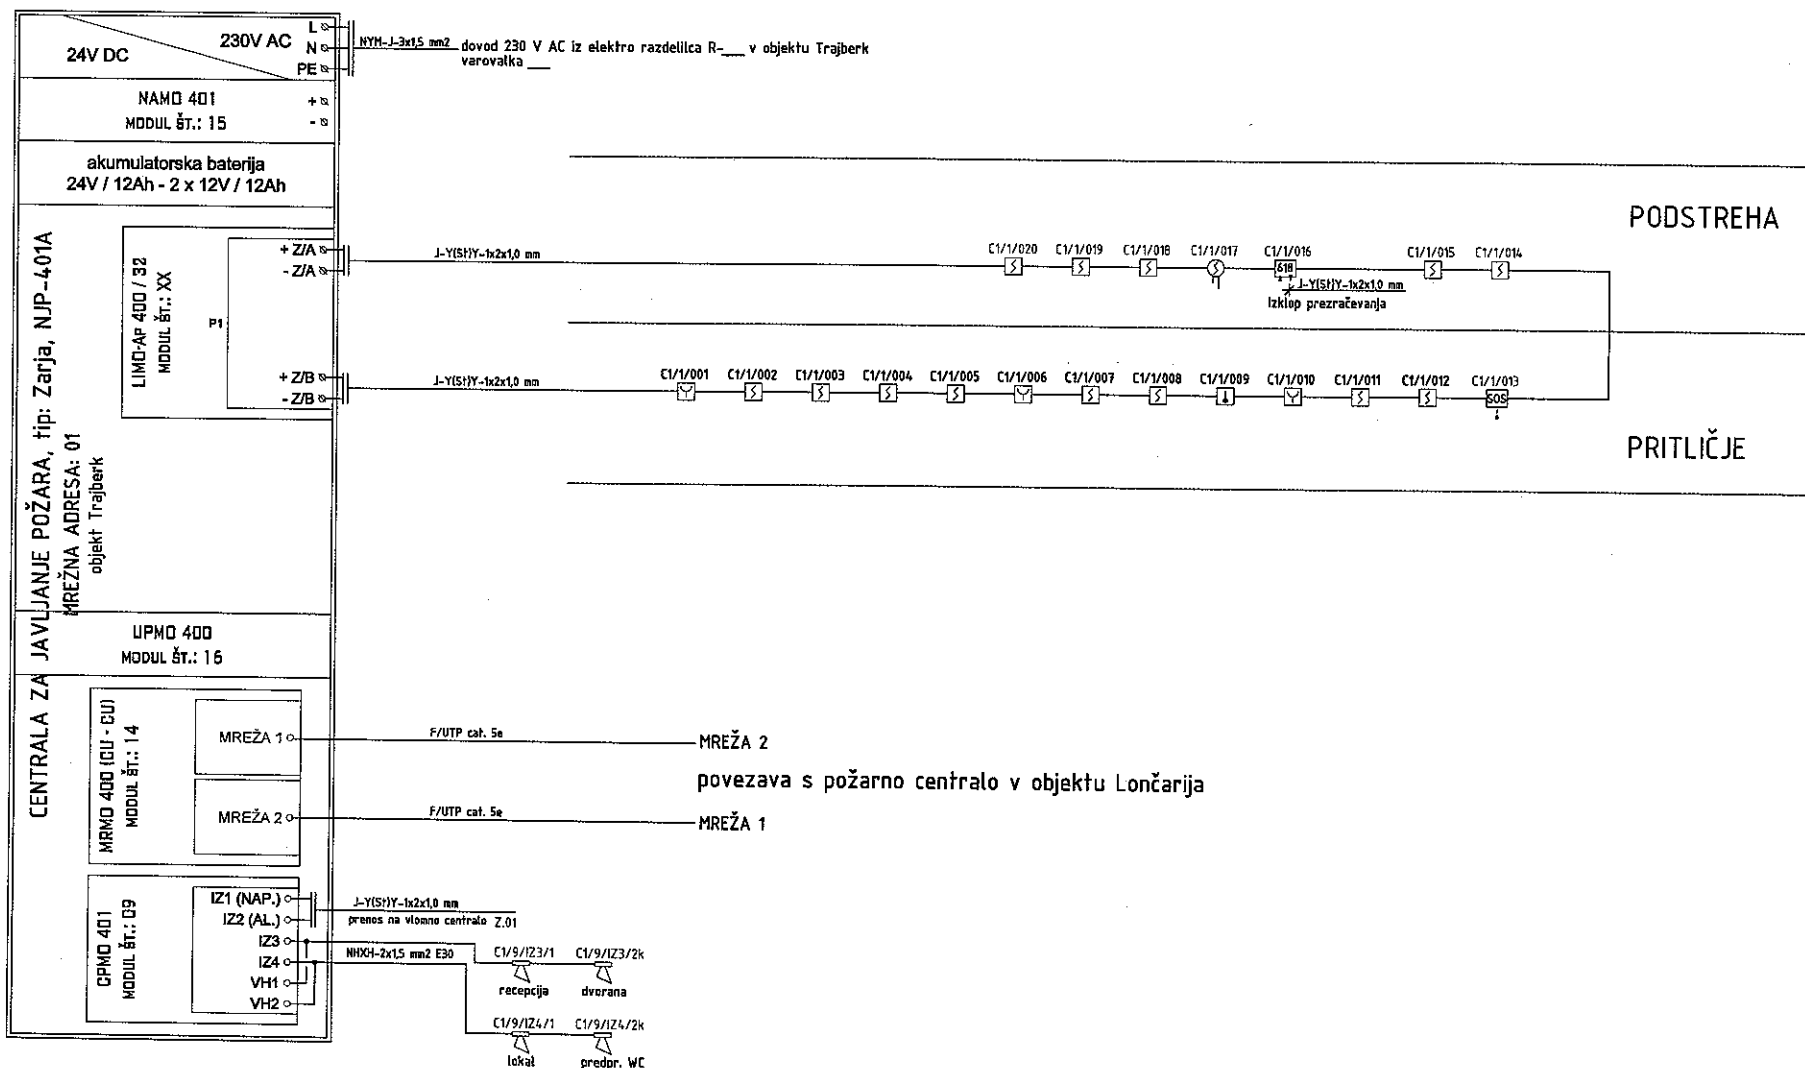 24V DC
230V AC
L
N
PE
NYM-J-3x1,5 mm2
dovod 230 V AC iz elektro razdelilca R-___ v objektu Trajberk
varovalka ___
NAMO 401
MODUL ŠT.: 15
+
-
akumulatorska baterija
24V / 12Ah - 2 x 12V / 12Ah
CENTRALA ZA JAVLJANJE POŽARA, tip: Zarja, NJP-401A
MREŽNA ADRESA: 01
objekt Trajberk
LIMO-AP 400 / 32
MODUL ŠT.: XX
P1
+ Z/A
- Z/A
J-Y(St)Y-1x2x1,0 mm
C1/1/020
C1/1/019
C1/1/018
C1/1/017
C1/1/016
C1/1/015
C1/1/014
618
J-Y(St)Y-1x2x1,0 mm
Izklop prezračevanja
PODSTREHA
+ Z/B
- Z/B
J-Y(St)Y-1x2x1,0 mm
C1/1/001
C1/1/002
C1/1/003
C1/1/004
C1/1/005
C1/1/006
C1/1/007
C1/1/008
C1/1/009
C1/1/010
C1/1/011
C1/1/012
C1/1/013
SOS
PRITLIČJE
UPMO 400
MODUL ŠT.: 16
MRMO 400 (CU - CU)
MODUL ŠT.: 14
MREŽA 1
F/UTP cat. 5e
MREŽA 2
povezava s požarno centralo v objektu Lončarija
MREŽA 2
F/UTP cat. 5e
MREŽA 1
CPMO 401
MODUL ŠT.: 09
IZ1 (NAP.)
IZ2 (AL.)
IZ3
IZ4
VH1
VH2
J-Y(St)Y-1x2x1,0 mm
prenos na vlomno centralo Z.01
NHXH-2x1,5 mm2 E30
C1/9/IZ3/1
C1/9/IZ3/2k
recepcija
dvorana
C1/9/IZ4/1
C1/9/IZ4/2k
lokal
predpr. WC